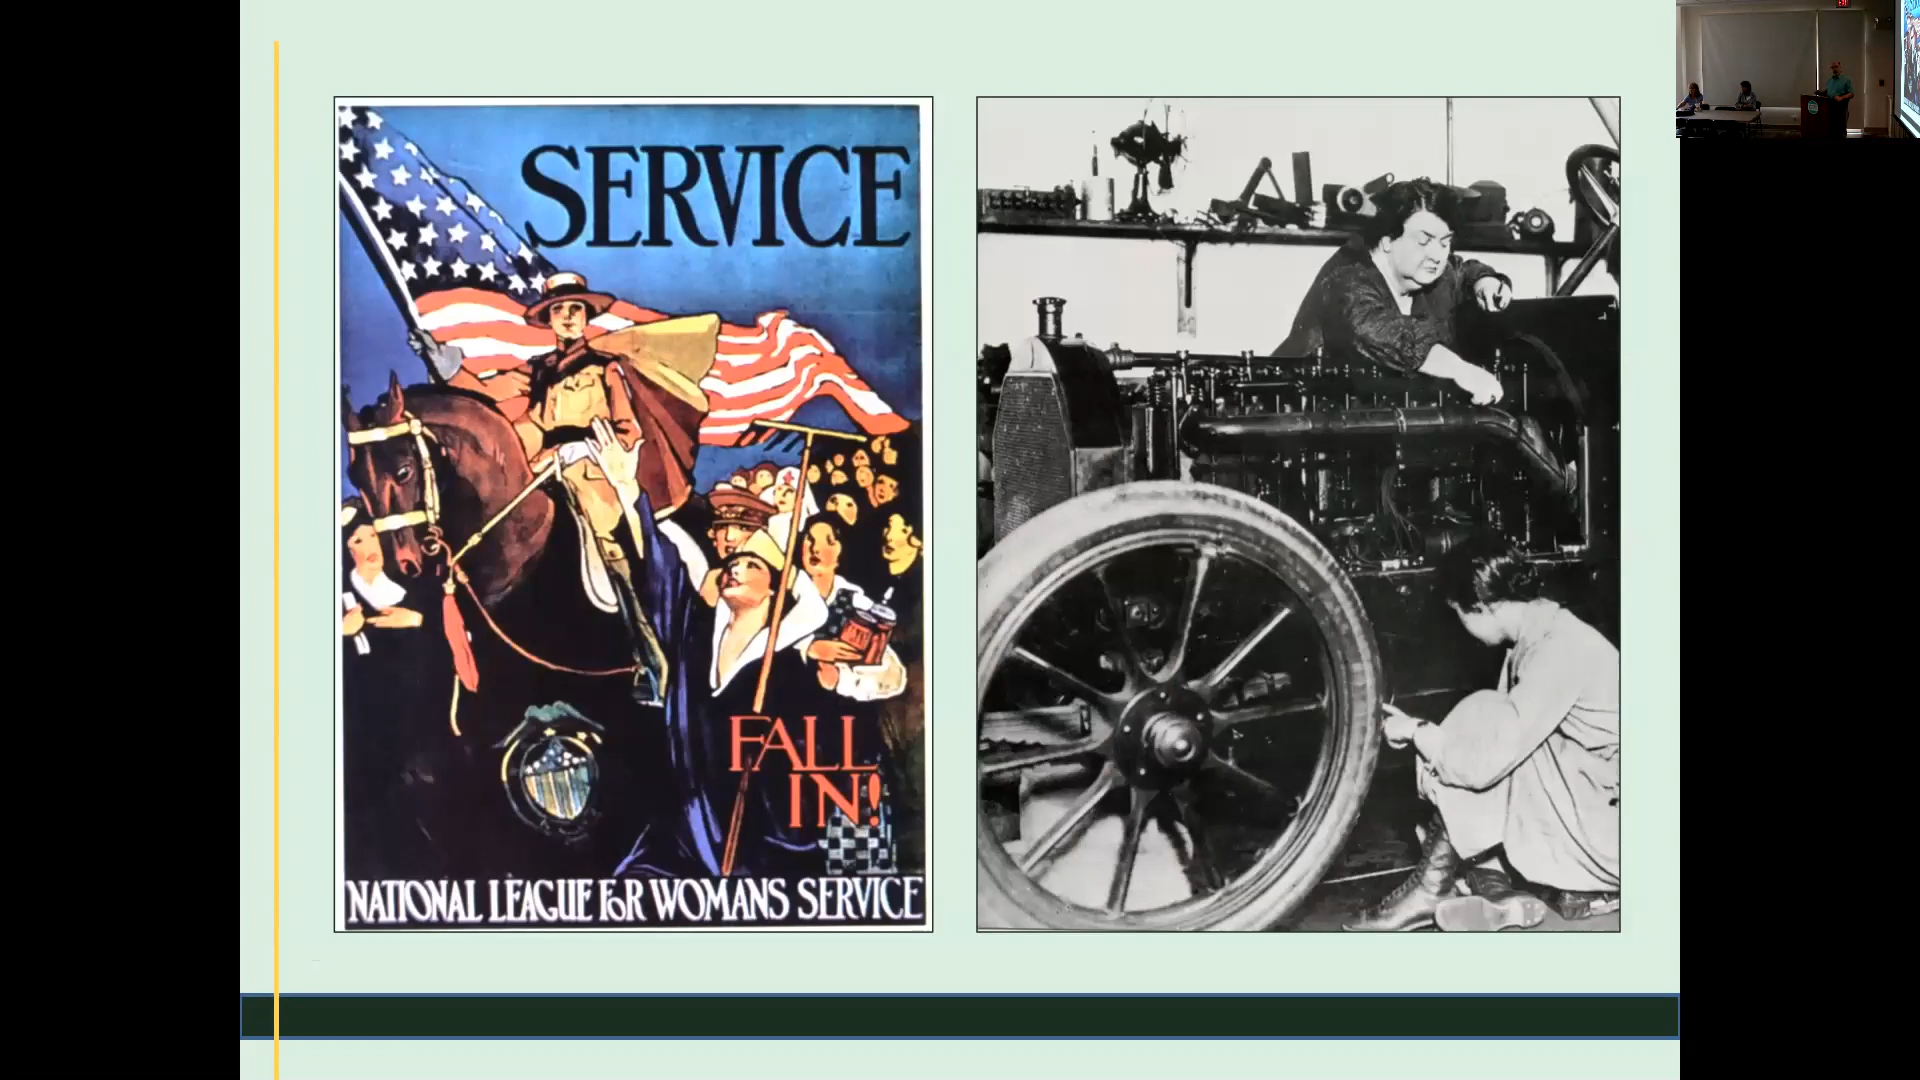 SERVICE
FALL
IN!
NATIONAL LEAGUE FOR WOMANS SERVICE